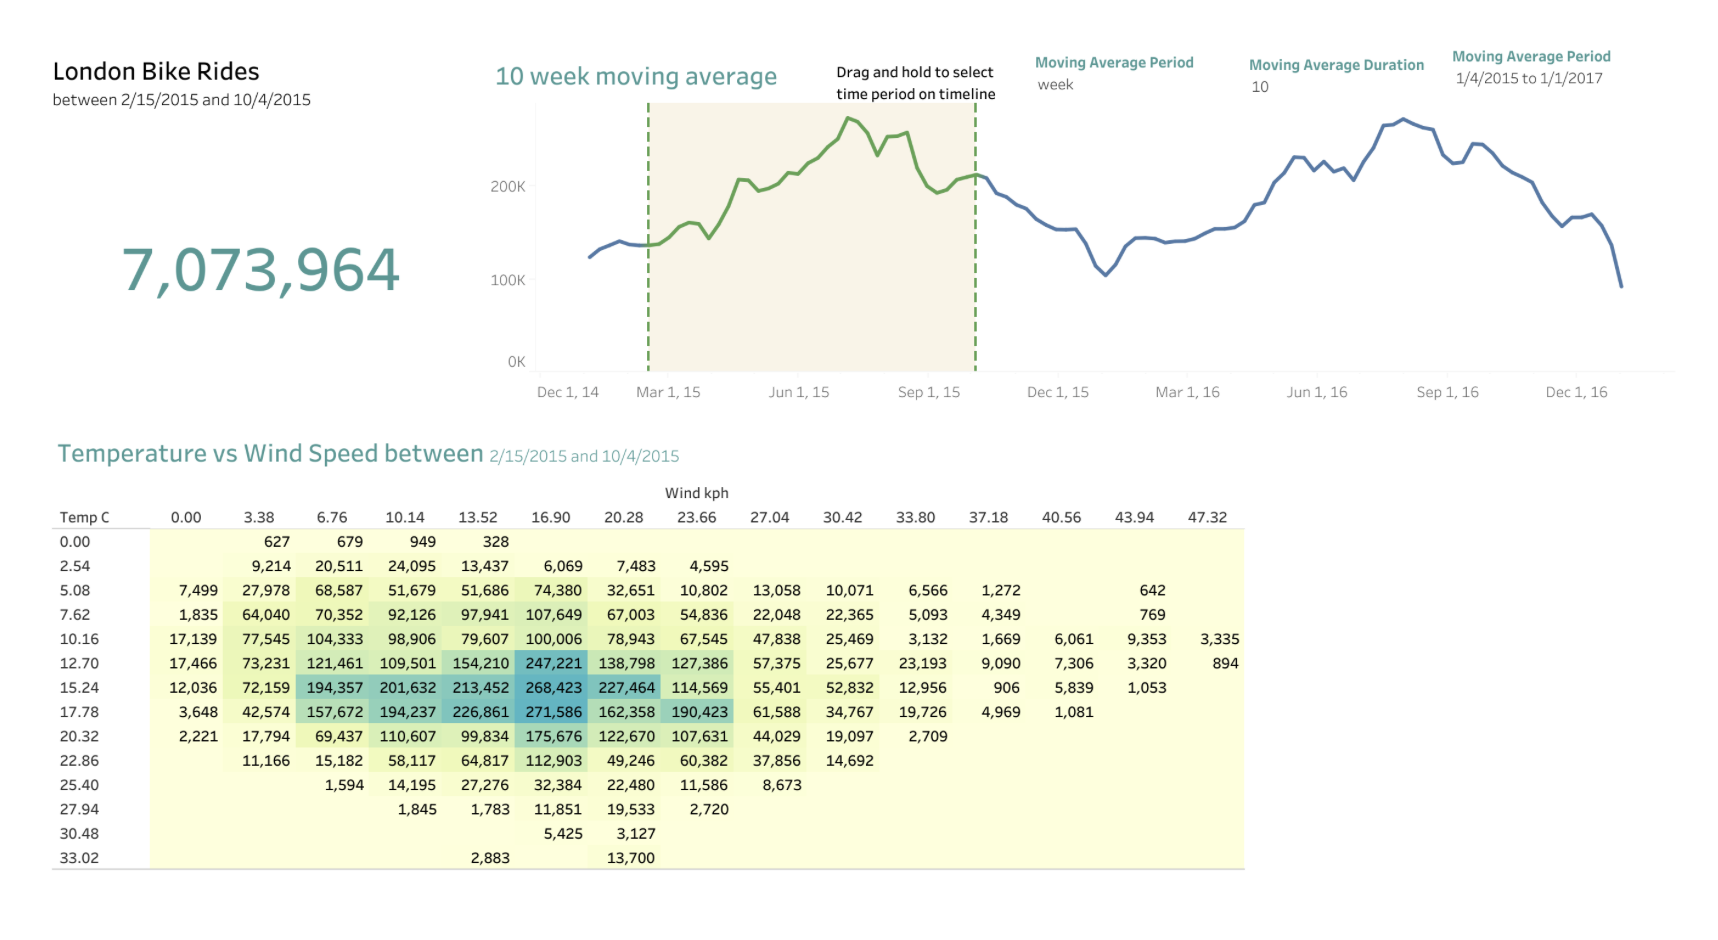 London Bike Rides
between 2/15/2015 and 10/4/2015
7,073,964
10 week moving average
Drag and hold to select
time period on timeline
Moving Average Period
week
Moving Average Duration
10
Moving Average Period
1/4/2015 to 1/1/2017
200K
100K
0K
Dec 1, 14 Mar 1, 15 Jun 1, 15 Sep 1, 15 Dec 1, 15 Mar 1, 16 Jun 1, 16 Sep 1, 16 Dec 1, 16
Temperature vs Wind Speed between 2/15/2015 and 10/4/2015
Wind kph
Temp C 0.00 3.38 6.76 10.14 13.52 16.90 20.28 23.66 27.04 30.42 33.80 37.18 40.56 43.94 47.32
0.00 627 679 949 328
2.54 9,214 20,511 24,095 13,437 6,069 7,483 4,595
5.08 7,499 27,978 68,587 51,679 51,686 74,380 32,651 10,802 13,058 10,071 6,566 1,272 642
7.62 1,835 64,040 70,352 92,126 97,941 107,649 67,003 54,836 22,048 22,365 5,093 4,349 769
10.16 17,139 77,545 104,333 98,906 79,607 100,006 78,943 67,545 47,838 25,469 3,132 1,669 6,061 9,353 3,335
12.70 17,466 73,231 121,461 109,501 154,210 247,221 138,798 127,386 57,375 25,677 23,193 9,090 7,306 3,320 894
15.24 12,036 72,159 194,357 201,632 213,452 268,423 227,464 114,569 55,401 52,832 12,956 906 5,839 1,053
17.78 3,648 42,574 157,672 194,237 226,861 271,586 162,358 190,423 61,588 34,767 19,726 4,969 1,081
20.32 2,221 17,794 69,437 110,607 99,834 175,676 122,670 107,631 44,029 19,097 2,709
22.86 11,166 15,182 58,117 64,817 112,903 49,246 60,382 37,856 14,692
25.40 1,594 14,195 27,276 32,384 22,480 11,586 8,673
27.94 1,845 1,783 11,851 19,533 2,720
30.48 5,425 3,127
33.02 2,883 13,700